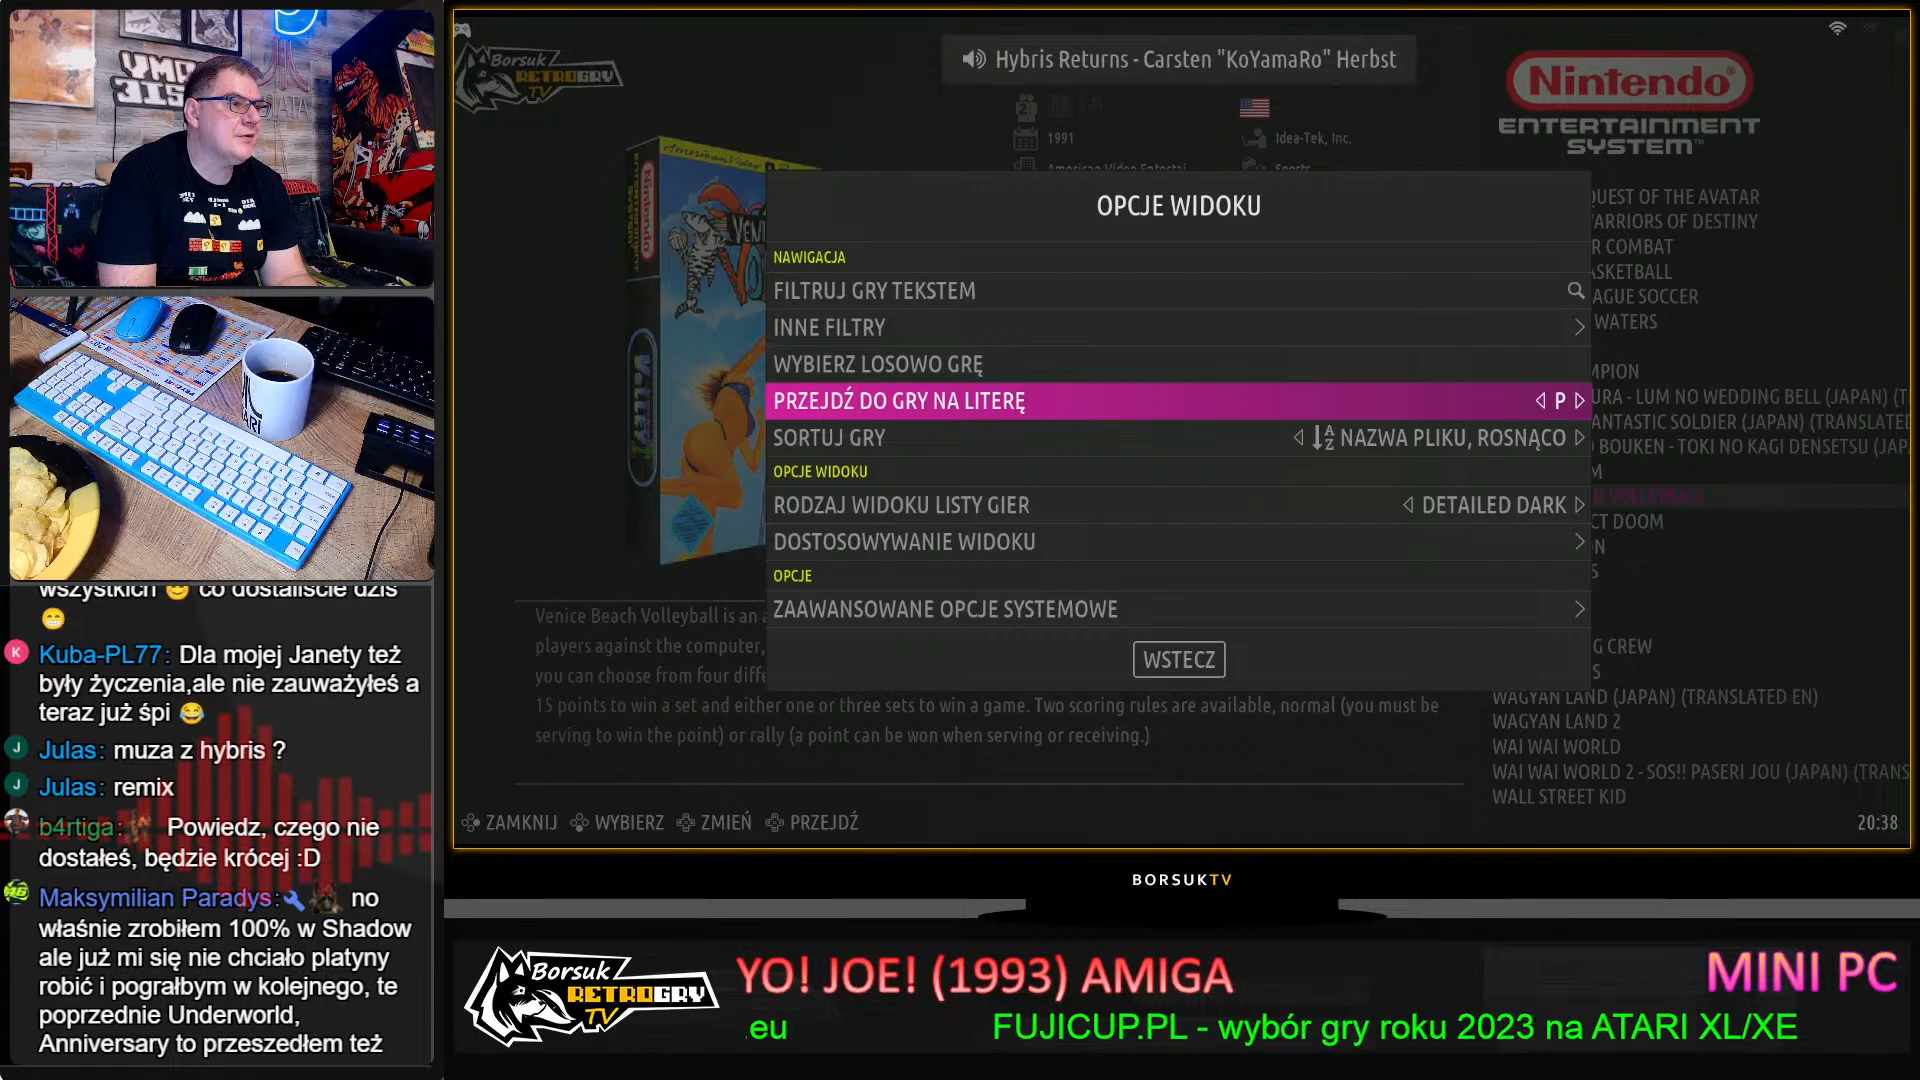 Borsuk
RETROGRY
TV
Hybris Returns - Carsten "KoYamaRo" Herbst
1991
Idea-Tek, Inc.
American Video Entertai
Sports
Nintendo
ENTERTAINMENT
SYSTEM
OPCJE WIDOKU
NAWIGACJA
FILTRUJ GRY TEKSTEM
INNE FILTRY
WYBIERZ LOSOWO GRĘ
PRZEJDŹ DO GRY NA LITERĘ P
SORTUJ GRY NAZWA PLIKU, ROSNĄCO
OPCJE WIDOKU
RODZAJ WIDOKU LISTY GIER DETAILED DARK
DOSTOSOWYWANIE WIDOKU
OPCJE
ZAAWANSOWANE OPCJE SYSTEMOWE
WSTECZ
QUEST OF THE AVATAR
ARRIORS OF DESTINY
R COMBAT
ASKETBALL
AGUE SOCCER
WATERS
MPION
URA - LUM NO WEDDING BELL (JAPAN) (T
ANTASTIC SOLDIER (JAPAN) (TRANSLATED
BOUKEN - TOKI NO KAGI DENSETSU (JAP
M
VOLLEYBALL
CT DOOM
N
S
G CREW
S
WAGYAN LAND (JAPAN) (TRANSLATED EN)
WAGYAN LAND 2
WAI WAI WORLD
WAI WAI WORLD 2 - SOS!! PASERI JOU (JAPAN) (TRANS
WALL STREET KID
Venice Beach Volleyball is an a
players against the computer,
you can choose from four diffe
15 points to win a set and either one or three sets to win a game. Two scoring rules are available, normal (you must be
serving to win the point) or rally (a point can be won when serving or receiving.)
ZAMKNIJ WYBIERZ ZMIEŃ PRZEJDŹ
20:38
wszystkich 😊 co dostaliście dziś
😁
Kuba-PL77: Dla mojej Janety też
były życzenia,ale nie zauważyłeś a
teraz już śpi 😂
Julas: muza z hybris ?
Julas: remix
b4rtiga: Powiedz, czego nie
dostałeś, będzie krócej :D
Maksymilian Paradys: no
właśnie zrobiłem 100% w Shadow
ale już mi się nie chciało platyny
robić i pograłbym w kolejnego, te
poprzednie Underworld,
Anniversary to przeszedłem też
BORSUKTV
Borsuk
RETROGRY
TV
YO! JOE! (1993) AMIGA
MINI PC
.eu
FUJICUP.PL - wybór gry roku 2023 na ATARI XL/XE